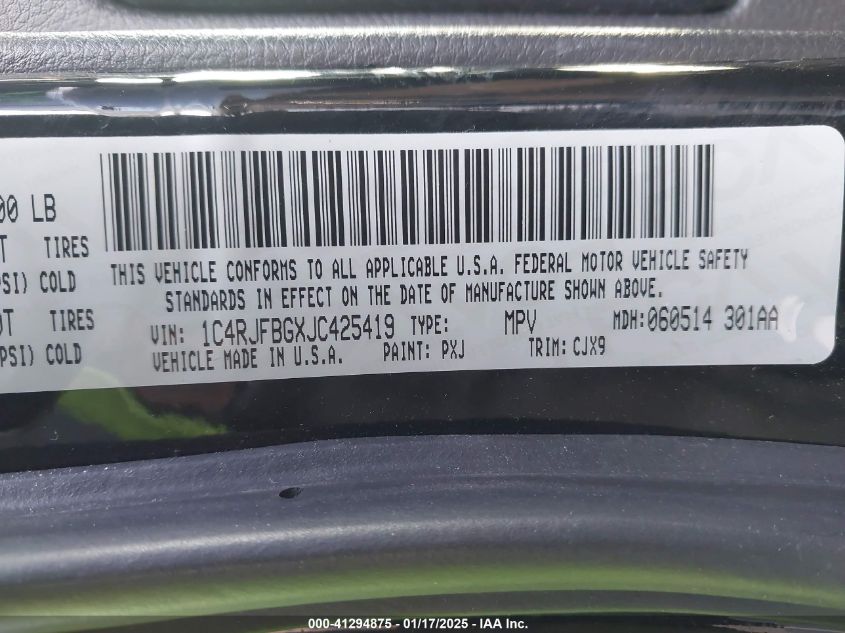 00 LB
T TIRES
PSI) COLD
THIS VEHICLE CONFORMS TO ALL APPLICABLE U.S.A. FEDERAL MOTOR VEHICLE SAFETY
STANDARDS IN EFFECT ON THE DATE OF MANUFACTURE SHOWN ABOVE.
OT TIRES
PSI) COLD
VIN: 1C4RJFBGXJC425419 TYPE: MPV MDH:060514 301AA
VEHICLE MADE IN U.S.A. PAINT: PXJ TRIM: CJX9
000-41294875 - 01/17/2025 - IAA Inc.